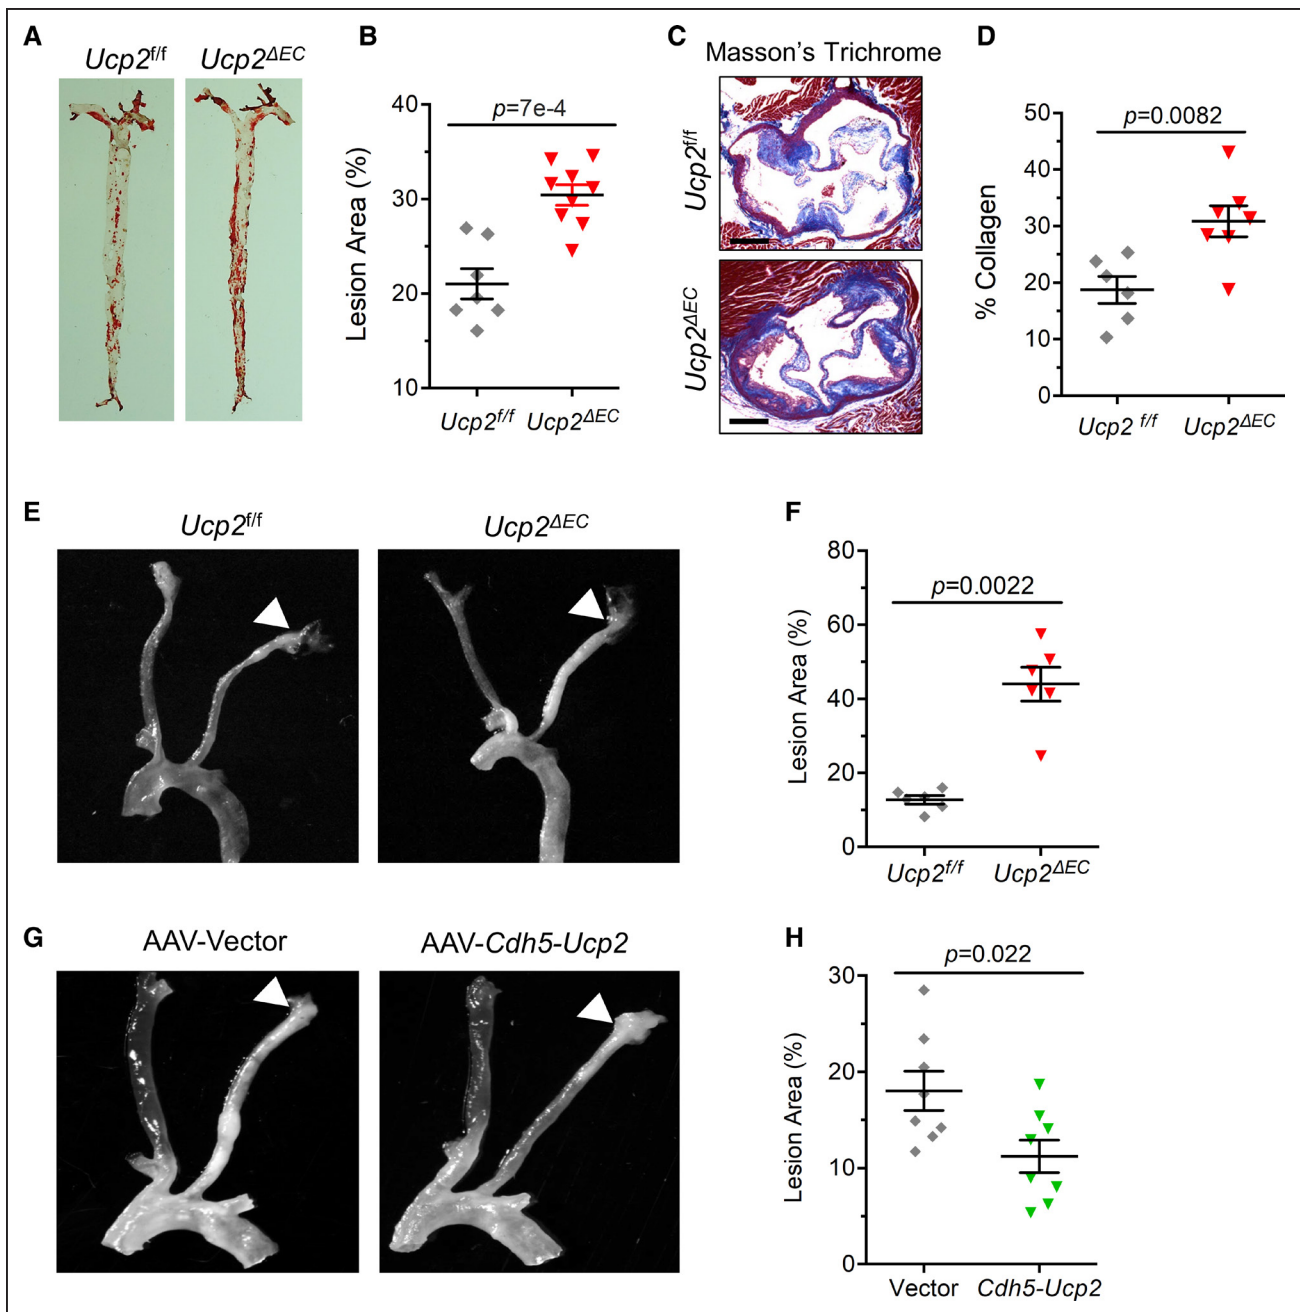 A
Ucp2f/f
Ucp2ΔEC
B
p=7e-4
Lesion Area (%)
40
30
20
10
Ucp2f/f
Ucp2ΔEC
C
Masson's Trichrome
Ucp2f/f
Ucp2ΔEC
D
p=0.0082
% Collagen
50
40
30
20
10
0
Ucp2 f/f
Ucp2ΔEC
E
Ucp2f/f
Ucp2ΔEC
F
p=0.0022
Lesion Area (%)
80
60
40
20
0
Ucp2f/f
Ucp2ΔEC
G
AAV-Vector
AAV-Cdh5-Ucp2
H
p=0.022
Lesion Area (%)
30
20
10
0
Vector
Cdh5-Ucp2